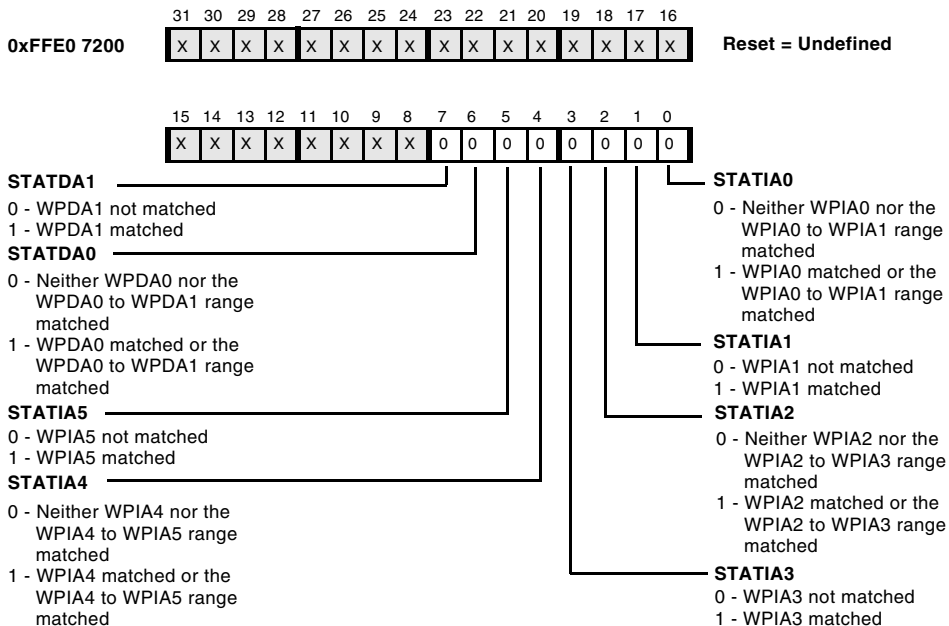 31 30 29 28 27 26 25 24 23 22 21 20 19 18 17 16
0xFFE0 7200 X X X X X X X X X X X X X X X X Reset = Undefined
15 14 13 12 11 10 9 8 7 6 5 4 3 2 1 0
X X X X X X X X 0 0 0 0 0 0 0 0
STATDA1
0 - WPDA1 not matched
1 - WPDA1 matched
STATDA0
0 - Neither WPDA0 nor the
WPDA0 to WPDA1 range
matched
1 - WPDA0 matched or the
WPDA0 to WPDA1 range
matched
STATIA5
0 - WPIA5 not matched
1 - WPIA5 matched
STATIA4
0 - Neither WPIA4 nor the
WPIA4 to WPIA5 range
matched
1 - WPIA4 matched or the
WPIA4 to WPIA5 range
matched
STATIA0
0 - Neither WPIA0 nor the
WPIA0 to WPIA1 range
matched
1 - WPIA0 matched or the
WPIA0 to WPIA1 range
matched
STATIA1
0 - WPIA1 not matched
1 - WPIA1 matched
STATIA2
0 - Neither WPIA2 nor the
WPIA2 to WPIA3 range
matched
1 - WPIA2 matched or the
WPIA2 to WPIA3 range
matched
STATIA3
0 - WPIA3 not matched
1 - WPIA3 matched